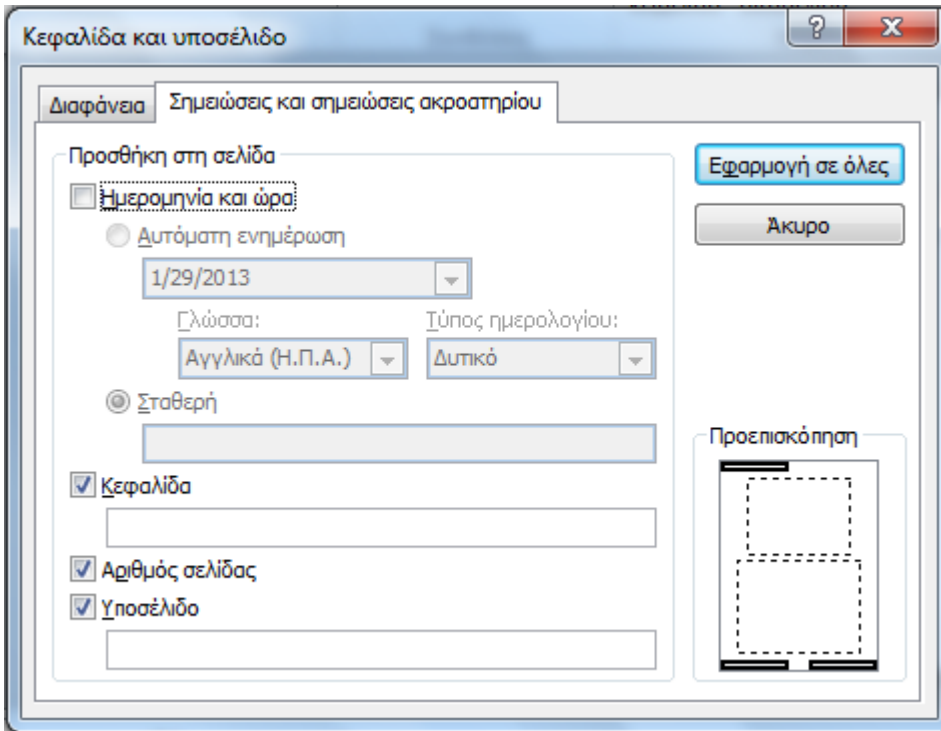 Κεφαλίδα και υποσέλιδο
Διαφάνεια
Σημειώσεις και σημειώσεις ακροατηρίου
Προσθήκη στη σελίδα
Ημερομηνία και ώρα
Αυτόματη ενημέρωση
1/29/2013
Γλώσσα: Τύπος ημερολογίου:
Αγγλικά (Η.Π.Α.) Δυτικό
Σταθερή
Κεφαλίδα
Αριθμός σελίδας
Υποσέλιδο
Εφαρμογή σε όλες
Άκυρο
Προεπισκόπηση